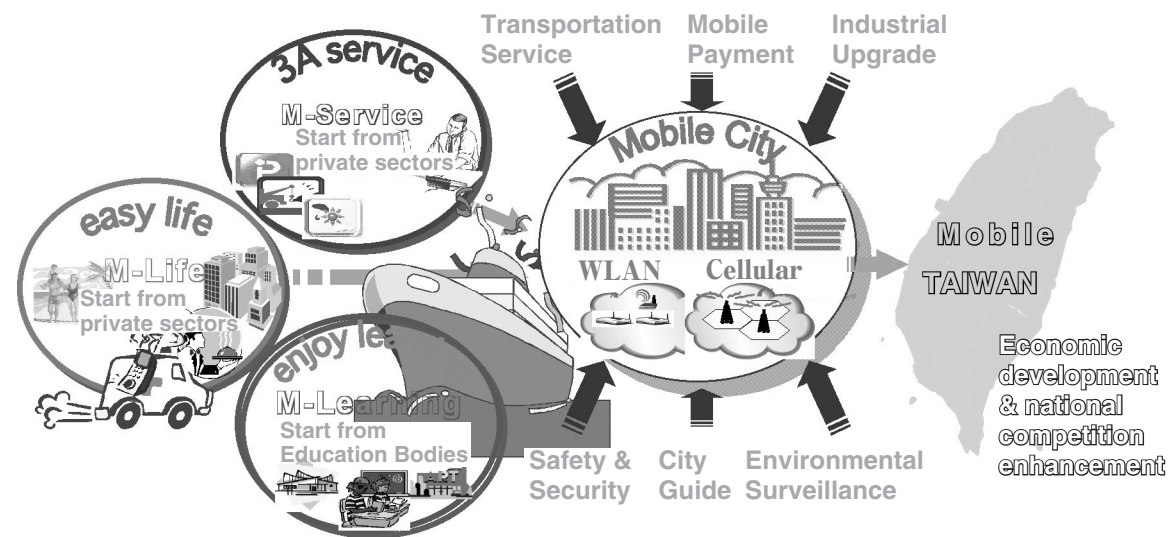 3A service
M-Service
Start from
private sectors
easy life
M-Life
Start from
private sectors
enjoy
M-Learning
Start from
Education Bodies
Transportation
Service
Mobile
Payment
Industrial
Upgrade
Mobile City
WLAN
Cellular
Safety &
Security
City
Guide
Environmental
Surveillance
Mobile
TAIWAN
Economic
development
& national
competition
enhancement